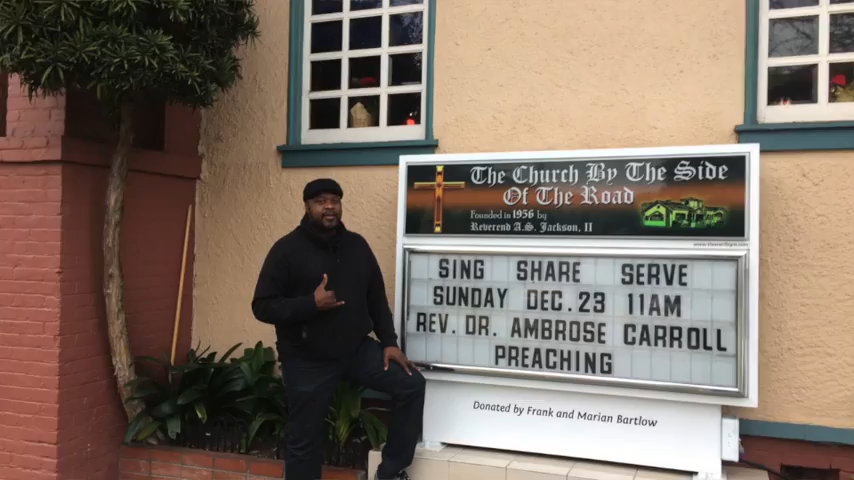 The Church By The Side
Of The Road
Founded in 1956 by
Reverend A.S. Jackson, II
SING SHARE SERVE
SUNDAY DEC. 23 11AM
REV. DR. AMBROSE CARROLL
PREACHING
Donated by Frank and Marian Bartlow